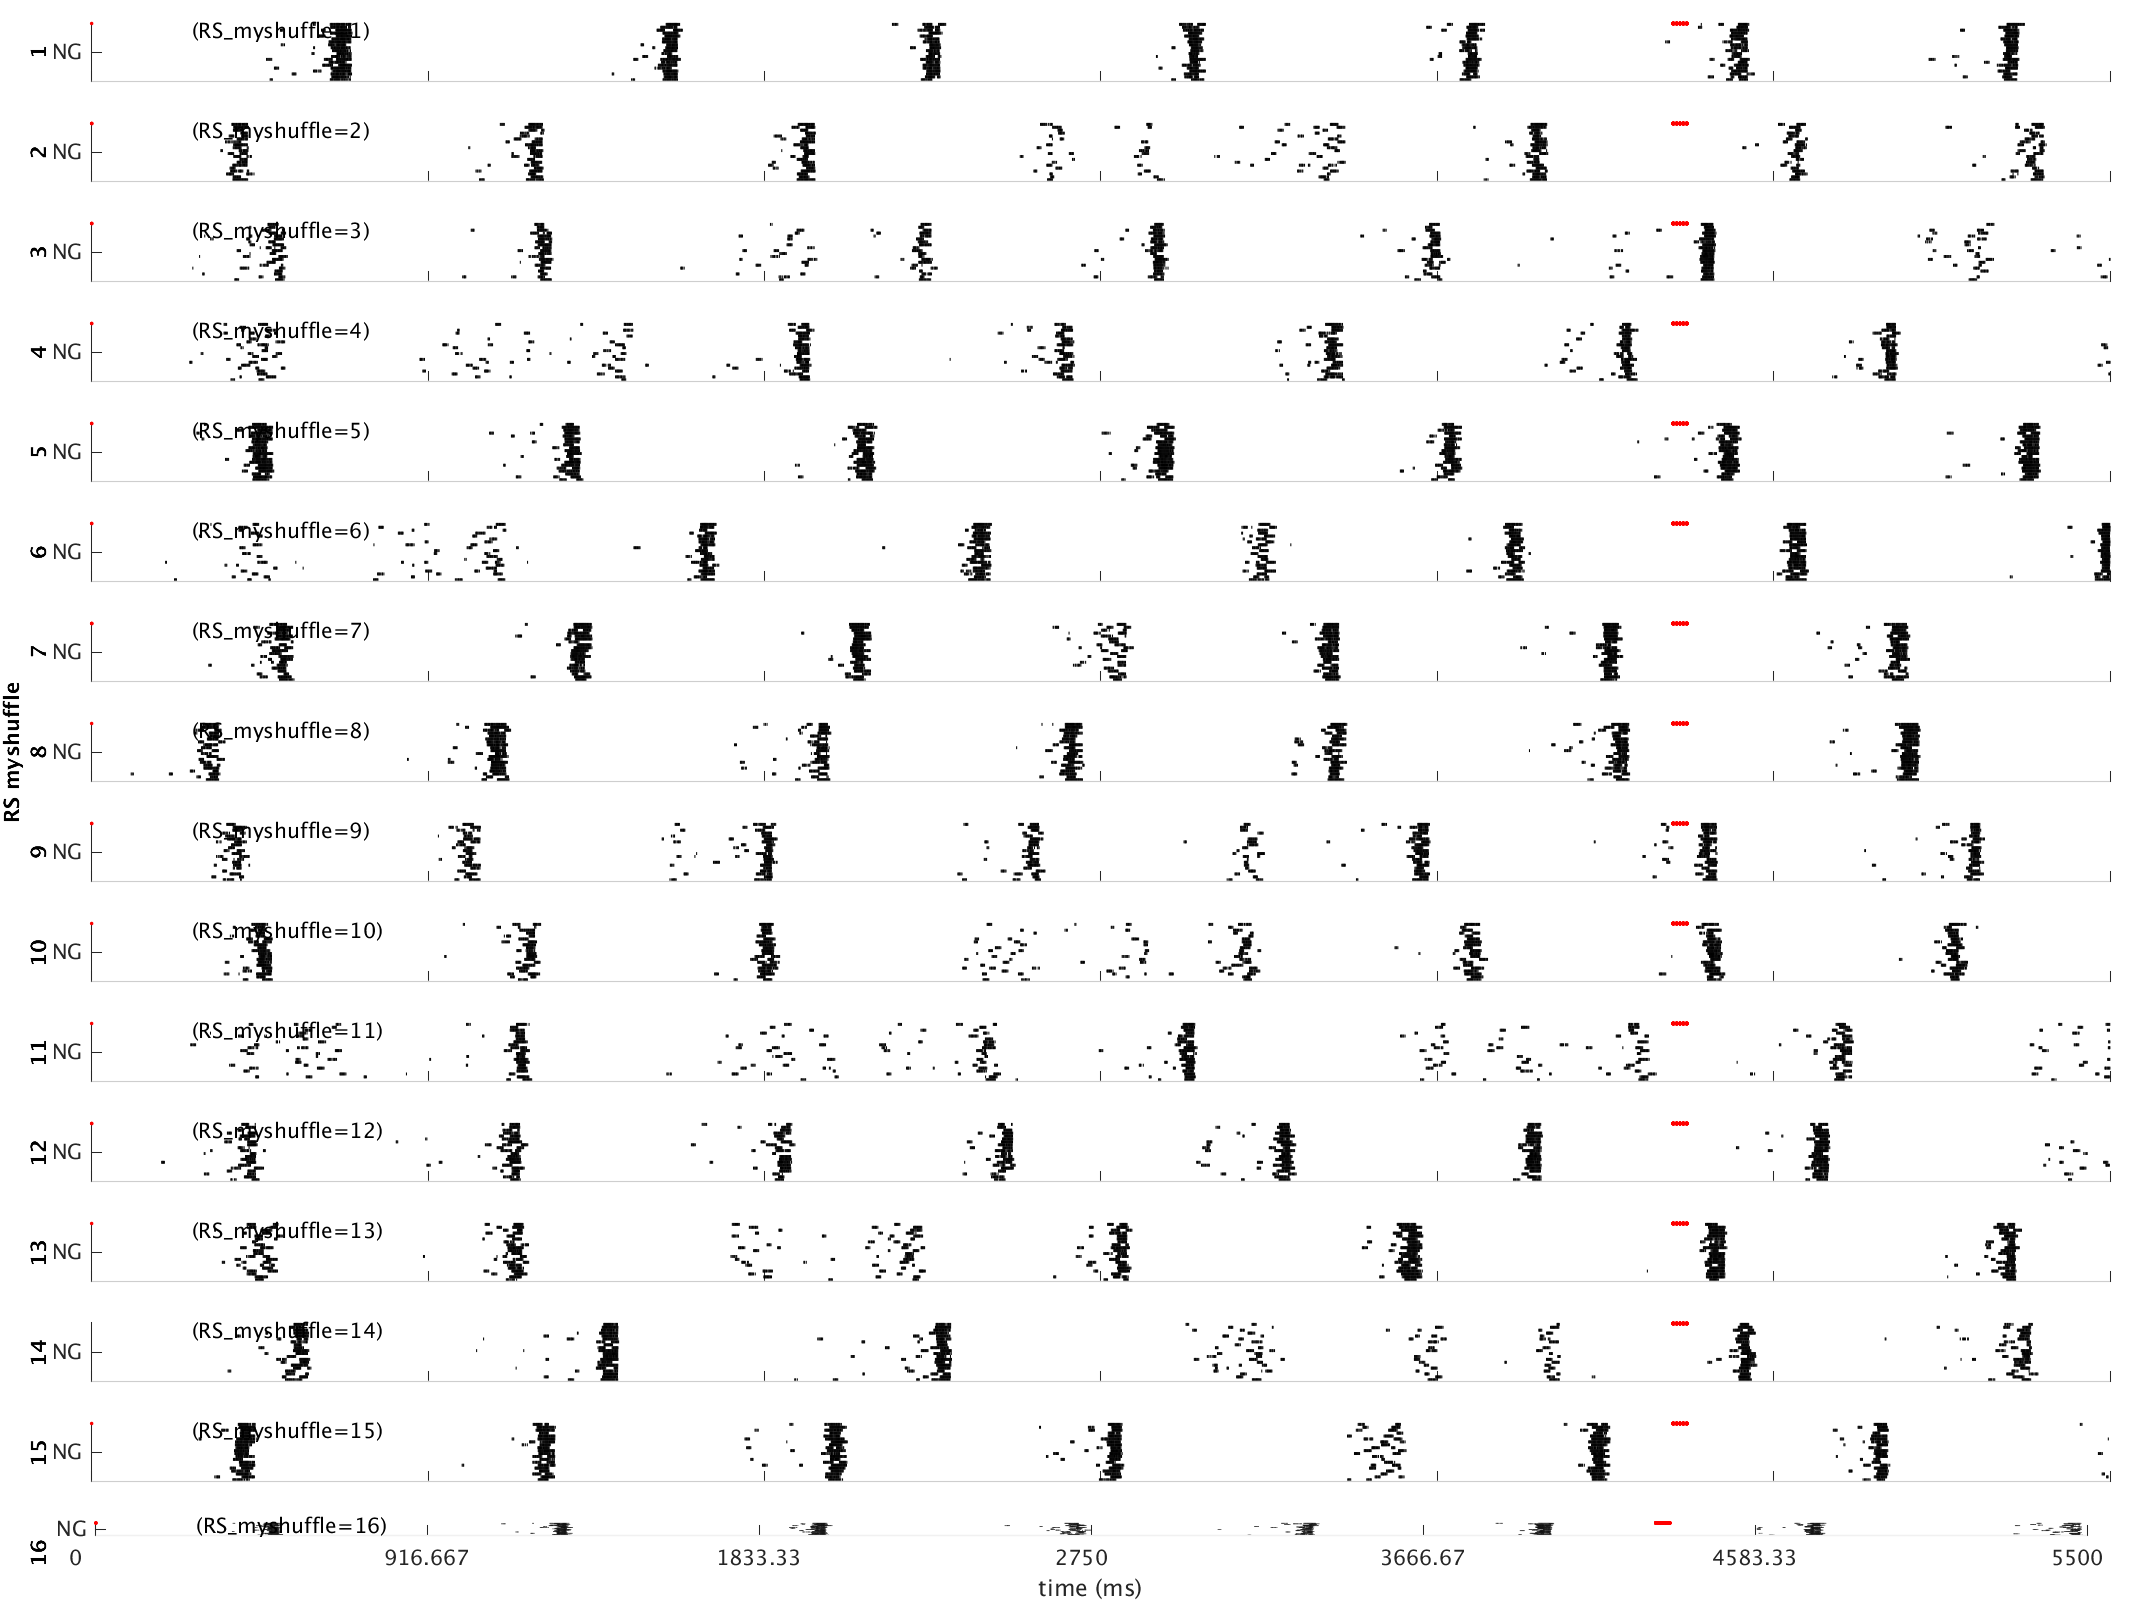 1 NG (RS_myshuffle=1)
2 NG (RS_myshuffle=2)
3 NG (RS_myshuffle=3)
4 NG (RS_myshuffle=4)
5 NG (RS_myshuffle=5)
6 NG (RS_myshuffle=6)
7 NG (RS_myshuffle=7)
RS myshuffle
8 NG (RS_myshuffle=8)
9 NG (RS_myshuffle=9)
10 NG (RS_myshuffle=10)
11 NG (RS_myshuffle=11)
12 NG (RS_myshuffle=12)
13 NG (RS_myshuffle=13)
14 NG (RS_myshuffle=14)
15 NG (RS_myshuffle=15)
16 NG (RS_myshuffle=16)
0 916.667 1833.33 2750 3666.67 4583.33 5500
time (ms)